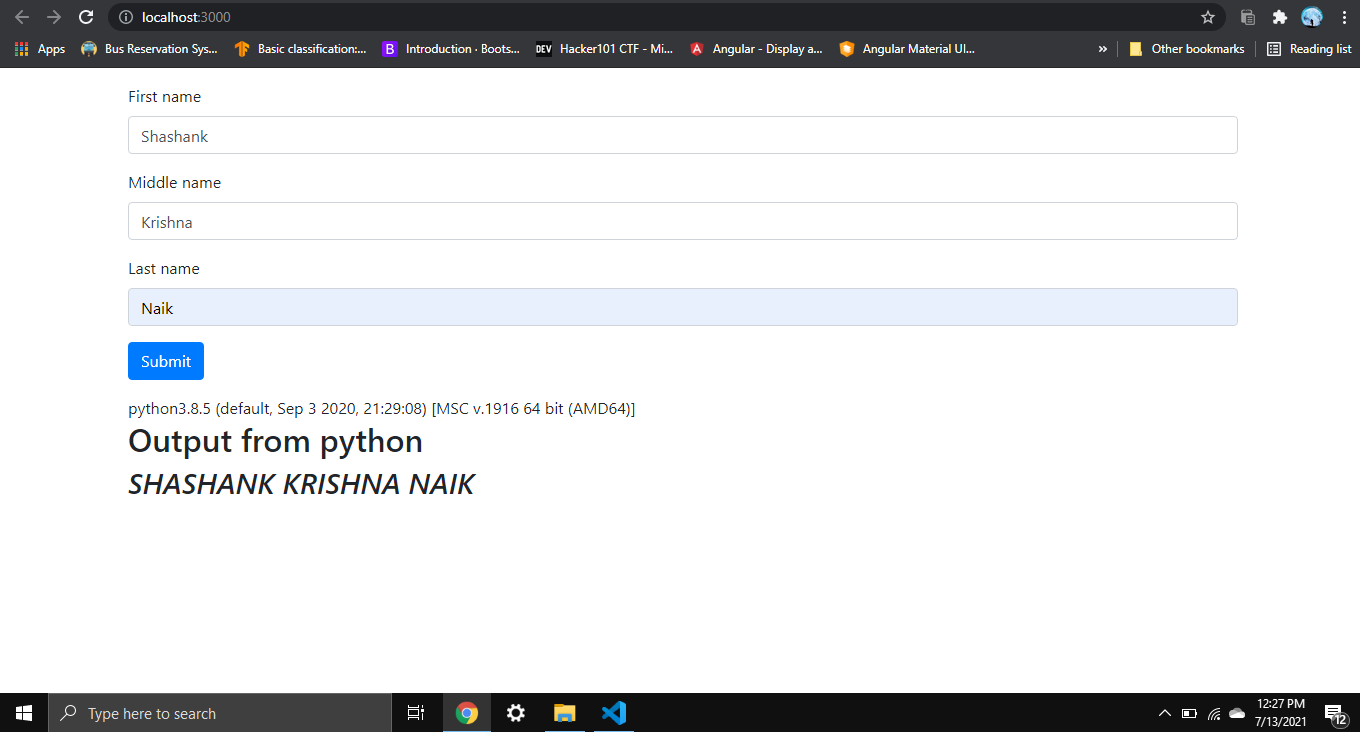 localhost:3000
Apps Bus Reservation Sys... Basic classification:... B Introduction · Boots... DEV Hacker101 CTF - Mi... Angular - Display a... Angular Material UI... » Other bookmarks Reading list
First name
Shashank
Middle name
Krishna
Last name
Naik
Submit
python3.8.5 (default, Sep 3 2020, 21:29:08) [MSC v.1916 64 bit (AMD64)]
Output from python
SHASHANK KRISHNA NAIK
Type here to search
12:27 PM
7/13/2021
12